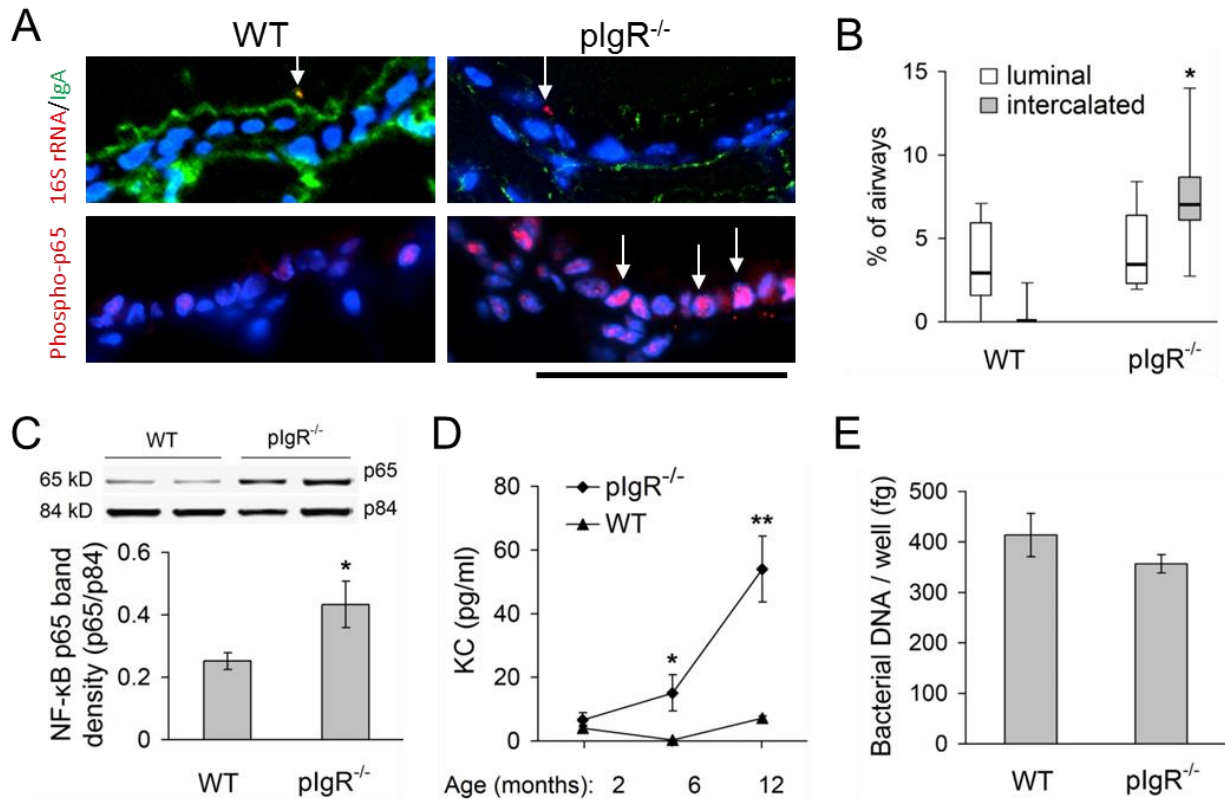 A
WT
pIgR-/-
16S rRNA/IgA
Phospho-p65
B
15
10
5
0
% of airways
luminal
intercalated
*
WT
pIgR-/-
C
WT
pIgR-/-
65 kD
p65
84 kD
p84
NF-κB p65 band
density (p65/p84)
0.6
0.4
0.2
0
*
WT
pIgR-/-
D
KC (pg/ml)
80
60
40
20
0
pIgR-/-
WT
*
**
Age (months): 2 6 12
E
Bacterial DNA / well (fg)
500
400
300
200
100
0
WT
pIgR-/-